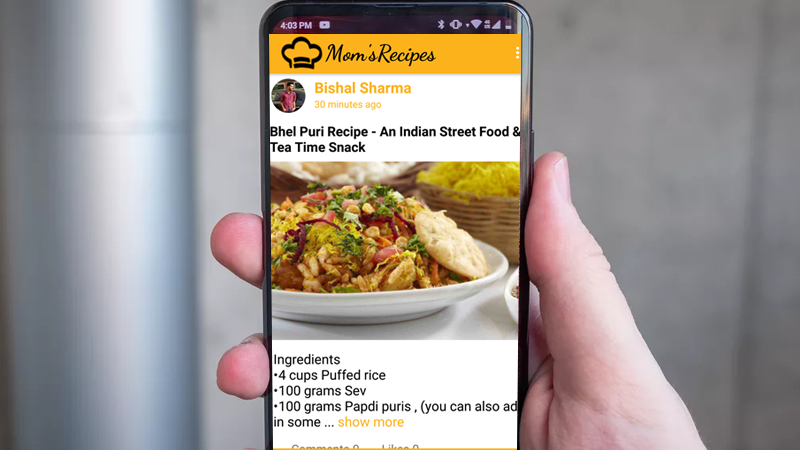 4:03 PM
Mom'sRecipes
Bishal Sharma
30 minutes ago
Bhel Puri Recipe - An Indian Street Food &
Tea Time Snack
Ingredients
•4 cups Puffed rice
•100 grams Sev
•100 grams Papdi puris , (you can also ad
in some ... show more
Comments 0 Likes 0